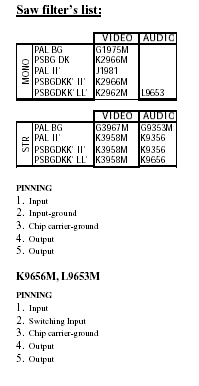 Saw filter's list:
VIDEO AUDIO
MONO
PAL BG G1975M
PSBG DK K2966M
PAL II' J1981
PSBGDKK' II' K2966M
PSBGDKK' LL' K2962M L9653
VIDEO AUDIO
STR
PAL BG G3967M G9353M
PAL II' K3958M K9356
PSBGDKK' II' K3958M K9356
PSBGDKK' LL' K3958M K9656
PINNING
1. Input
2. Input-ground
3. Chip carrier-ground
4. Output
5. Output
K9656M, L9653M
PINNING
1. Input
2. Switching Input
3. Chip carrier-ground
4. Output
5. Output